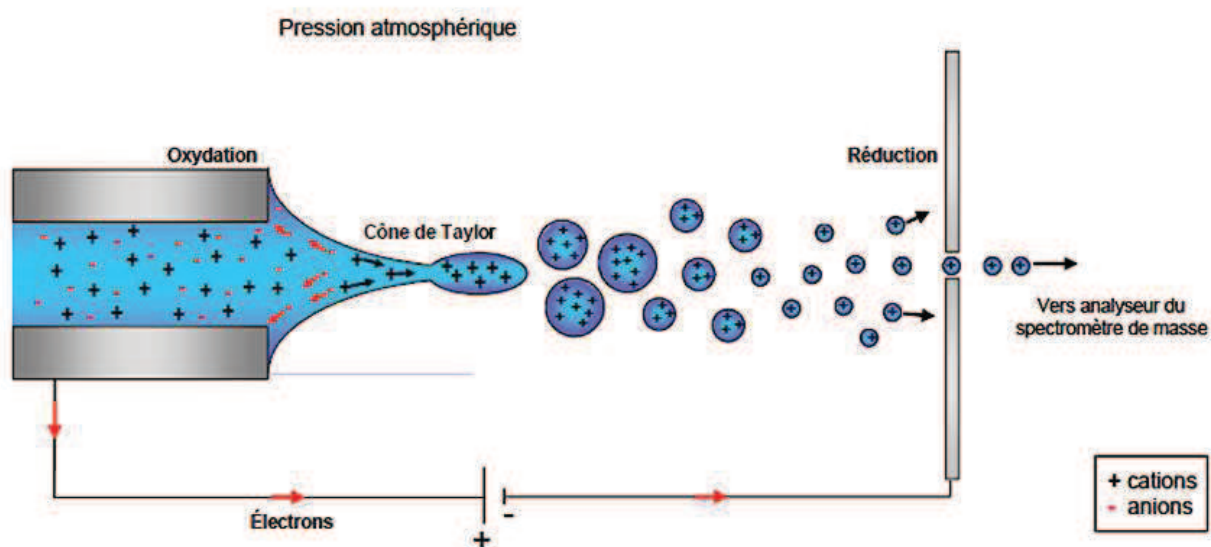 Pression atmosphérique
Oxydation
Réduction
Cône de Taylor
Vers analyseur du
spectromètre de masse
Électrons
+
-
+ cations
- anions